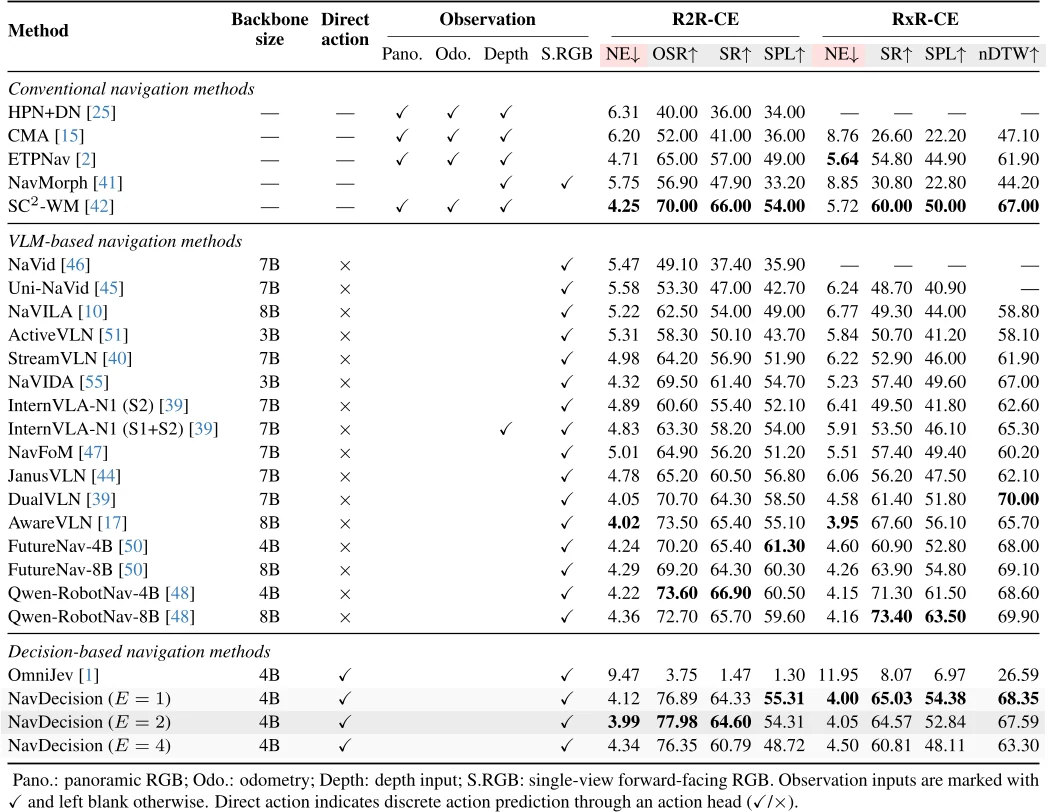 Method Backbone size Direct action Observation R2R-CE RxR-CE
Pano. Odo. Depth S.RGB NE↓ OSR↑ SR↑ SPL↑ NE↓ SR↑ SPL↑ nDTW↑
Conventional navigation methods
HPN+DN [25] — — ✓ ✓ ✓ 6.31 40.00 36.00 34.00 — — — —
CMA [15] — — ✓ ✓ ✓ 6.20 52.00 41.00 36.00 8.76 26.60 22.20 47.10
ETPNav [2] — — ✓ ✓ ✓ 4.71 65.00 57.00 49.00 5.64 54.80 44.90 61.90
NavMorph [41] — — ✓ ✓ 5.75 56.90 47.90 33.20 8.85 30.80 22.80 44.20
SC²-WM [42] — — ✓ ✓ ✓ 4.25 70.00 66.00 54.00 5.72 60.00 50.00 67.00
VLM-based navigation methods
NaVid [46] 7B × ✓ 5.47 49.10 37.40 35.90 — — — —
Uni-NaVid [45] 7B × ✓ 5.58 53.30 47.00 42.70 6.24 48.70 40.90 —
NaVILA [10] 8B × ✓ 5.22 62.50 54.00 49.00 6.77 49.30 44.00 58.80
ActiveVLN [51] 3B × ✓ 5.31 58.30 50.10 43.70 5.84 50.70 41.20 58.10
StreamVLN [40] 7B × ✓ 4.98 64.20 56.90 51.90 6.22 52.90 46.00 61.90
NaVIDA [55] 3B × ✓ 4.32 69.50 61.40 54.70 5.23 57.40 49.60 67.00
InternVLA-N1 (S2) [39] 7B × ✓ 4.89 60.60 55.40 52.10 6.41 49.50 41.80 62.60
InternVLA-N1 (S1+S2) [39] 7B × ✓ ✓ 4.83 63.30 58.20 54.00 5.91 53.50 46.10 65.30
NavFoM [47] 7B × ✓ 5.01 64.90 56.20 51.20 5.51 57.40 49.40 60.20
JanusVLN [44] 7B × ✓ 4.78 65.20 60.50 56.80 6.06 56.20 47.50 62.10
DualVLN [39] 7B × ✓ 4.05 70.70 64.30 58.50 4.58 61.40 51.80 70.00
AwareVLN [17] 8B × ✓ 4.02 73.50 65.40 55.10 3.95 67.60 56.10 65.70
FutureNav-4B [50] 4B × ✓ 4.24 70.20 65.40 61.30 4.60 60.90 52.80 68.00
FutureNav-8B [50] 8B × ✓ 4.29 69.20 64.30 60.30 4.26 63.90 54.80 69.10
Qwen-RobotNav-4B [48] 4B × ✓ 4.22 73.60 66.90 60.50 4.15 71.30 61.50 68.60
Qwen-RobotNav-8B [48] 8B × ✓ 4.36 72.70 65.70 59.60 4.16 73.40 63.50 69.90
Decision-based navigation methods
OmniJev [1] 4B ✓ ✓ 9.47 3.75 1.47 1.30 11.95 8.07 6.97 26.59
NavDecision (E = 1) 4B ✓ ✓ 4.12 76.89 64.33 55.31 4.00 65.03 54.38 68.35
NavDecision (E = 2) 4B ✓ ✓ 3.99 77.98 64.60 54.31 4.05 64.57 52.84 67.59
NavDecision (E = 4) 4B ✓ ✓ 4.34 76.35 60.79 48.72 4.50 60.81 48.11 63.30
Pano.: panoramic RGB; Odo.: odometry; Depth: depth input; S.RGB: single-view forward-facing RGB. Observation inputs are marked with
✓ and left blank otherwise. Direct action indicates discrete action prediction through an action head (✓/×).